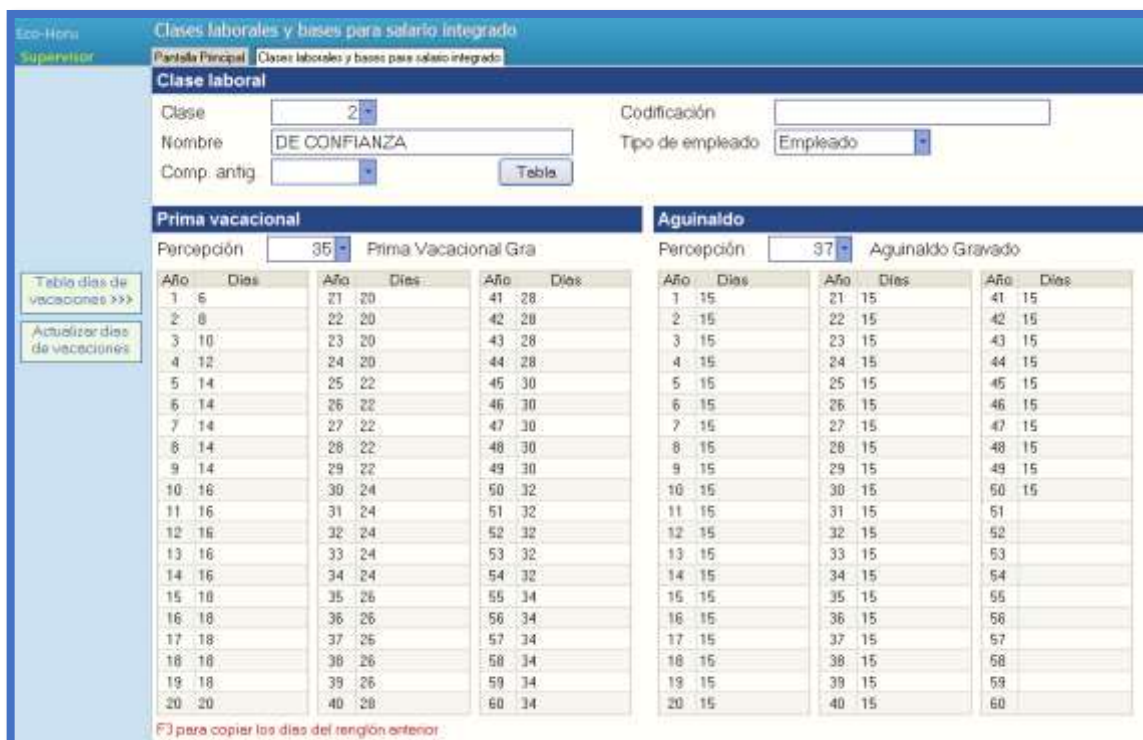 Clases laborales y bases para salario integrado
Supervisor
Pantalla Principal Clases laborales y bases para salario integrado
Clase laboral
Clase 2 Codificación
Nombre DE CONFIANZA Tipo de empleado Empleado
Comp. antig Tabla
Prima vacacional Aguinaldo
Percepción 35 Prima Vacacional Gra Percepción 37 Aguinaldo Gravado
Tabla dias de vacaciones >>>
Actualizar dias de vacaciones
Año Dias Año Dias Año Dias Año Dias Año Dias Año Dias
1 6 21 20 41 28 1 15 21 15 41 15
2 8 22 20 42 28 2 15 22 15 42 15
3 10 23 20 43 28 3 15 23 15 43 15
4 12 24 20 44 28 4 15 24 15 44 15
5 14 25 22 45 30 5 15 25 15 45 15
6 14 26 22 46 30 6 15 26 15 46 15
7 14 27 22 47 30 7 15 27 15 47 15
8 14 28 22 48 30 8 15 28 15 48 15
9 14 29 22 49 30 9 15 29 15 49 15
10 16 30 24 50 32 10 15 30 15 50 15
11 16 31 24 51 32 11 15 31 15 51
12 16 32 24 52 32 12 15 32 15 52
13 16 33 24 53 32 13 15 33 15 53
14 16 34 24 54 32 14 15 34 15 54
15 18 35 26 55 34 15 15 35 15 55
16 18 36 26 56 34 16 15 36 15 56
17 18 37 26 57 34 17 15 37 15 57
18 18 38 26 58 34 18 15 38 15 58
19 18 39 26 59 34 19 15 39 15 59
20 20 40 28 60 34 20 15 40 15 60
F3 para copiar los dias del renglón anterior